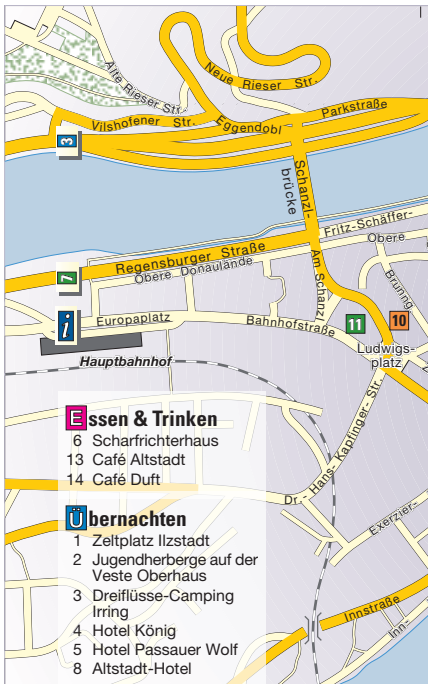 Alte Rieser Str.
Neue Rieser Str.
Vilshofener Str.
Eggendobl
Parkstraße
3
Schanzl-
brücke
Fritz-Schäffer-
Regensburger Straße
Obere
Obere Donaulände
7
Am Schanzl
Brunng
i
Europaplatz
Bahnhofstraße
11
10
Hauptbahnhof
Ludwigs-
platz
Dr.-Hans-Kapfinger-Str.
Essen & Trinken
6 Scharfrichterhaus
13 Café Altstadt
14 Café Duft
Exerzier-
Übernachten
1 Zeltplatz Ilzstadt
2 Jugendherberge auf der
Veste Oberhaus
3 Dreiflüsse-Camping
Irring
4 Hotel König
5 Hotel Passauer Wolf
8 Altstadt-Hotel
Innstraße
Inn-